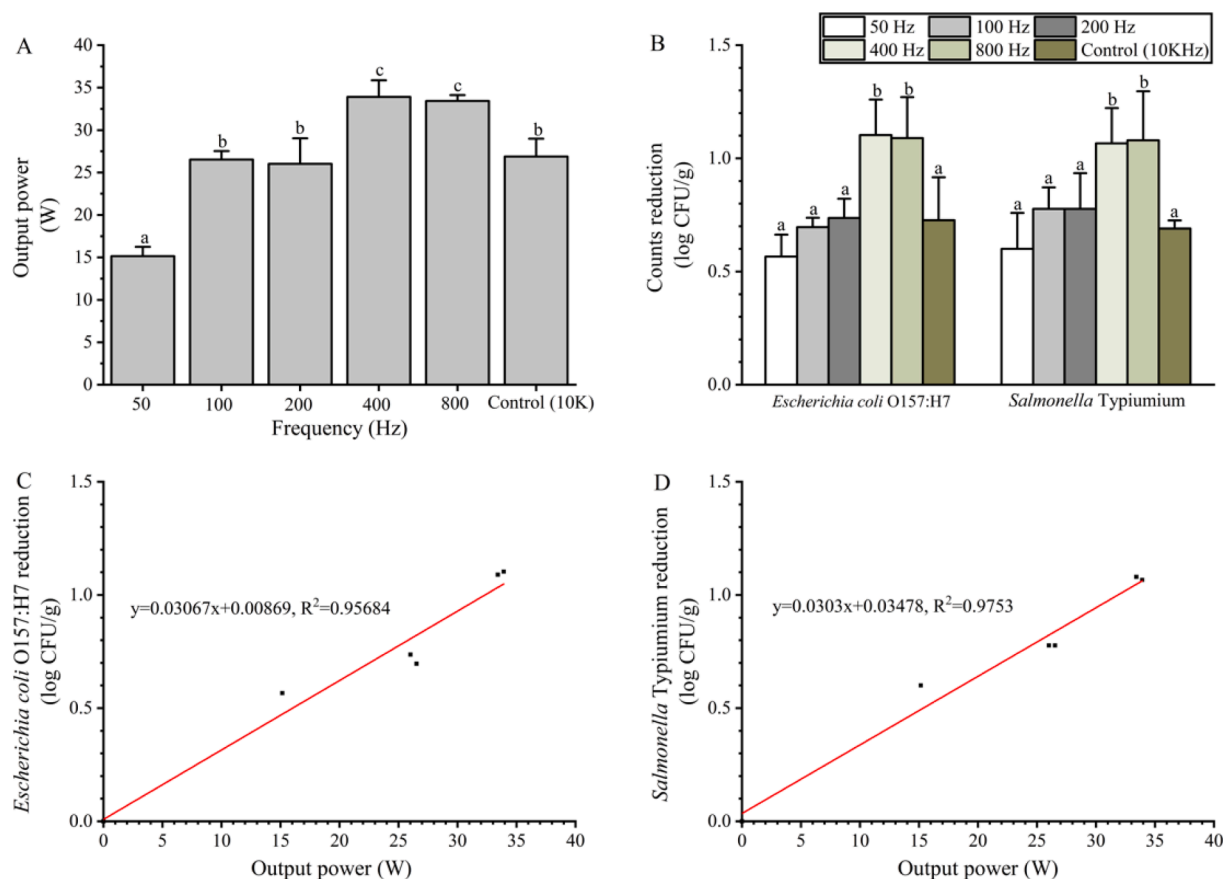 A
Output power
(W)
40
35
30
25
20
15
10
5
0
a
b
b
c
c
b
50
100
200
400
800
Control (10K)
Frequency (Hz)
B
50 Hz
100 Hz
200 Hz
400 Hz
800 Hz
Control (10KHz)
Counts reduction
(log CFU/g)
1.5
1.0
0.5
0.0
a
a
a
b
b
a
a
a
a
b
b
a
Escherichia coli O157:H7
Salmonella Typiumium
C
Escherichia coli O157:H7 reduction
(log CFU/g)
1.5
1.0
0.5
0.0
y=0.03067x+0.00869, R²=0.95684
0
5
10
15
20
25
30
35
40
Output power (W)
D
Salmonella Typiumium reduction
(log CFU/g)
1.5
1.0
0.5
0.0
y=0.0303x+0.03478, R²=0.9753
0
5
10
15
20
25
30
35
40
Output power (W)